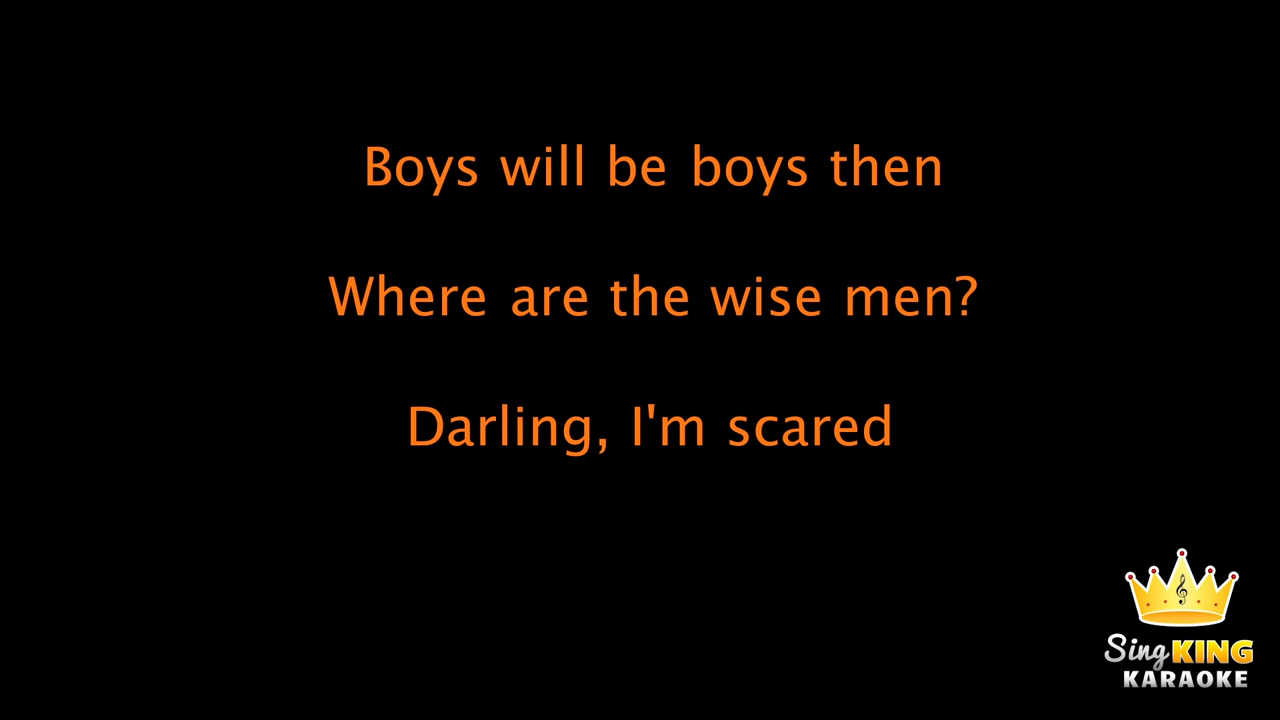 Boys will be boys then
Where are the wise men?
Darling, I'm scared
Sing KING
KARAOKE